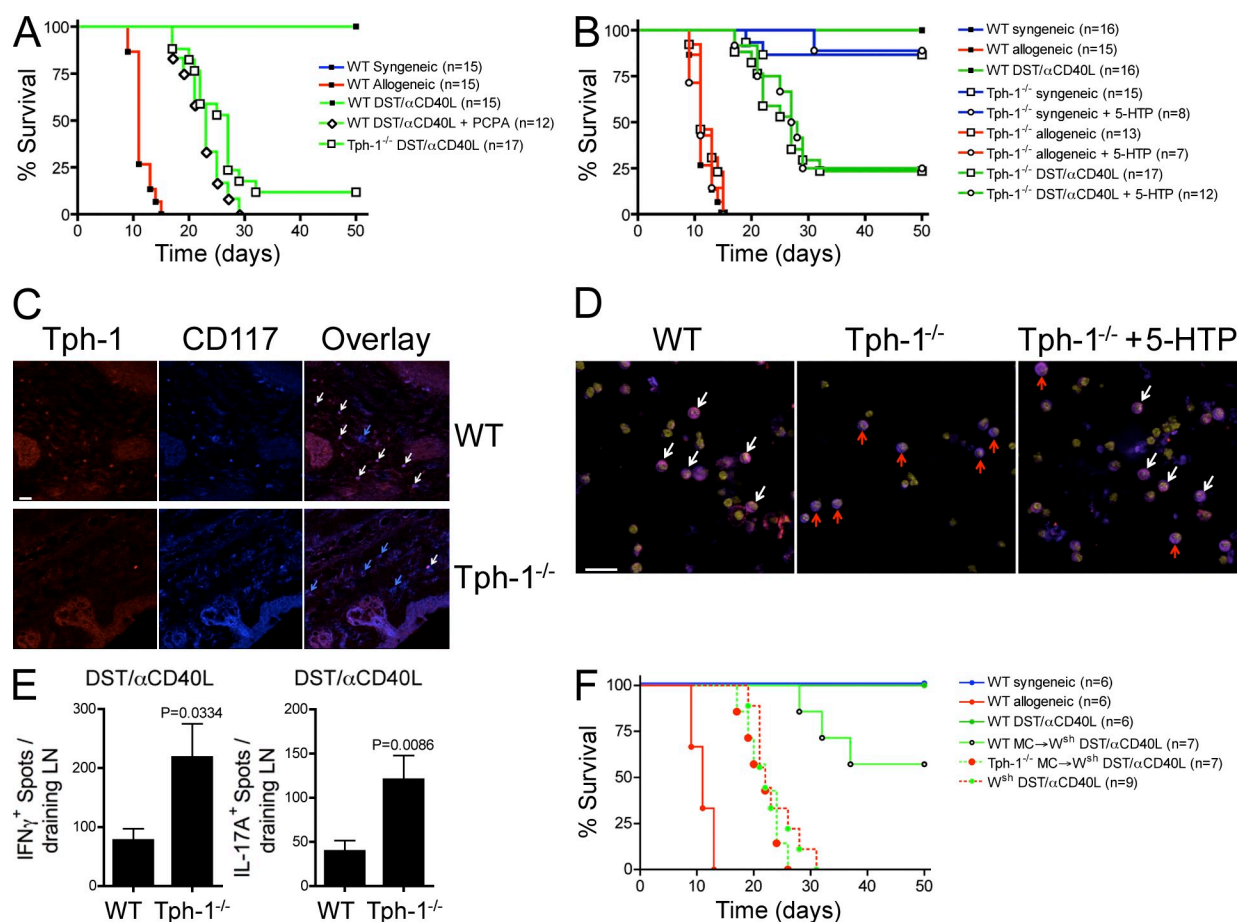 A
% Survival
100
75
50
25
0
0 10 20 30 40 50
Time (days)
WT Syngeneic (n=15)
WT Allogeneic (n=15)
WT DST/αCD40L (n=15)
WT DST/αCD40L + PCPA (n=12)
Tph-1-/- DST/αCD40L (n=17)
B
% Survival
100
75
50
25
0
0 10 20 30 40 50
Time (days)
WT syngeneic (n=16)
WT allogeneic (n=15)
WT DST/αCD40L (n=16)
Tph-1-/- syngeneic (n=15)
Tph-1-/- syngeneic + 5-HTP (n=8)
Tph-1-/- allogeneic (n=13)
Tph-1-/- allogeneic + 5-HTP (n=7)
Tph-1-/- DST/αCD40L (n=17)
Tph-1-/- DST/αCD40L + 5-HTP (n=12)
C
Tph-1 CD117 Overlay
WT
Tph-1-/-
D
WT Tph-1-/- Tph-1-/- +5-HTP
E
DST/αCD40L
IFNγ+ Spots /
draining LN
300
200
100
0
P=0.0334
WT Tph-1-/-
DST/αCD40L
IL-17A+ Spots /
draining LN
200
150
100
50
0
P=0.0086
WT Tph-1-/-
F
% Survival
100
75
50
25
0
0 10 20 30 40 50
Time (days)
WT syngeneic (n=6)
WT allogeneic (n=6)
WT DST/αCD40L (n=6)
WT MC→Wsh DST/αCD40L (n=7)
Tph-1-/- MC→Wsh DST/αCD40L (n=7)
Wsh DST/αCD40L (n=9)